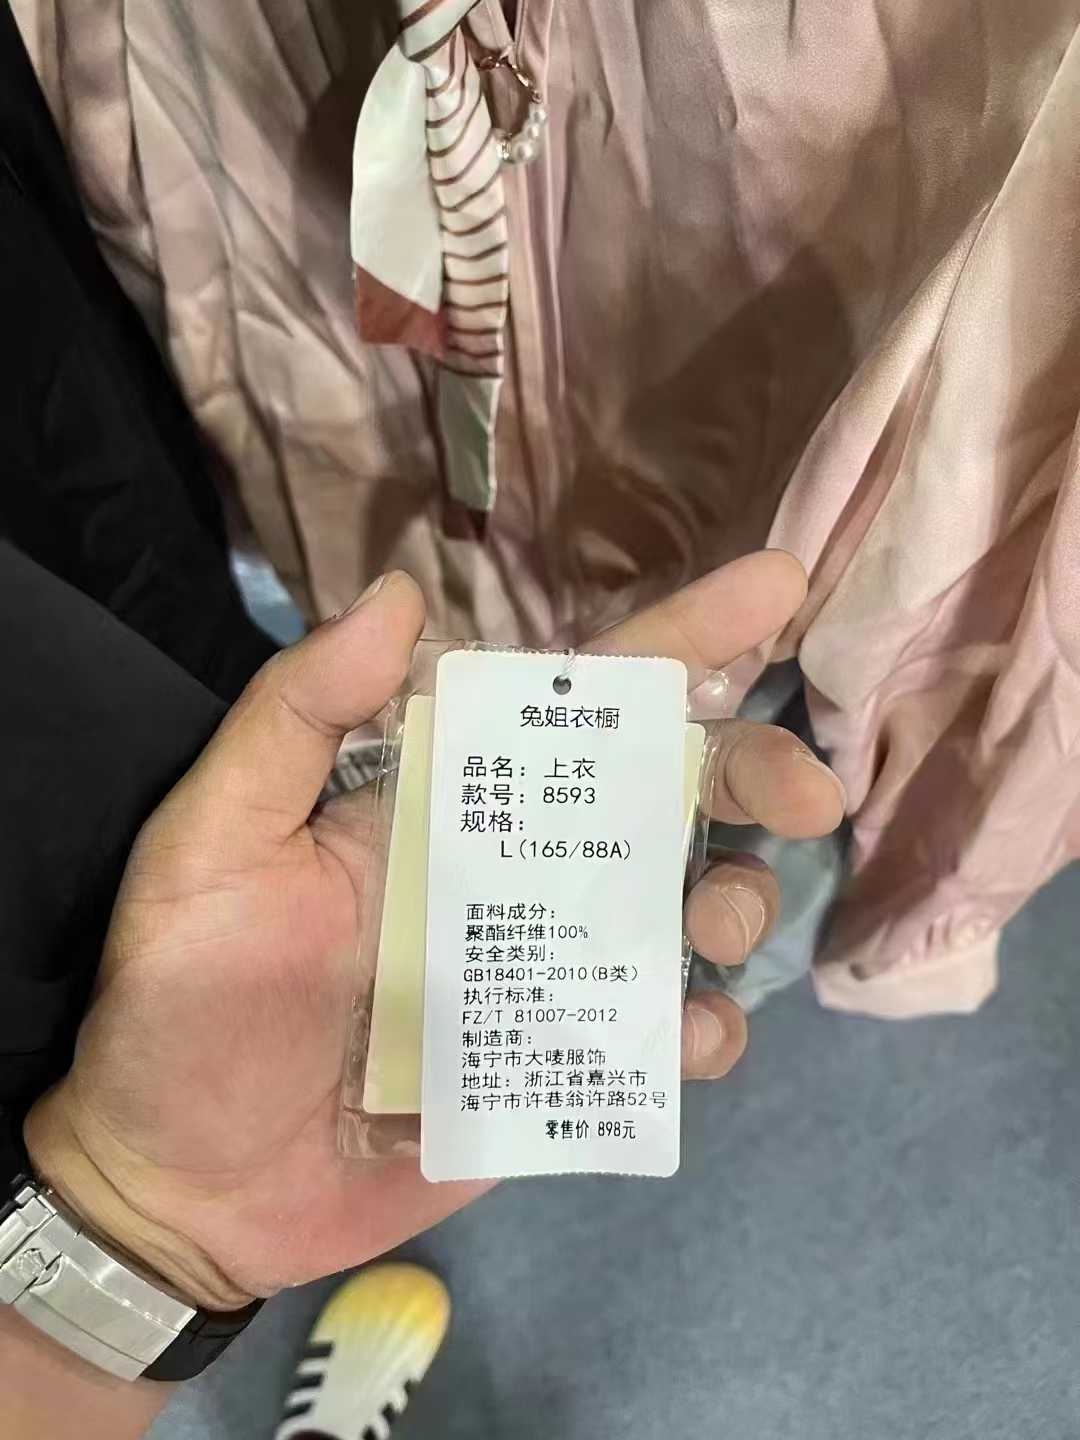 兔姐衣橱
品名：上衣
款号：8593
规格：
L(165/88A)
面料成分：
聚酯纤维100%
安全类别：
GB18401-2010(B类)
执行标准：
FZ/T 81007-2012
制造商：
海宁市大唛服饰
地址：浙江省嘉兴市
海宁市许巷翁许路52号
零售价 898元